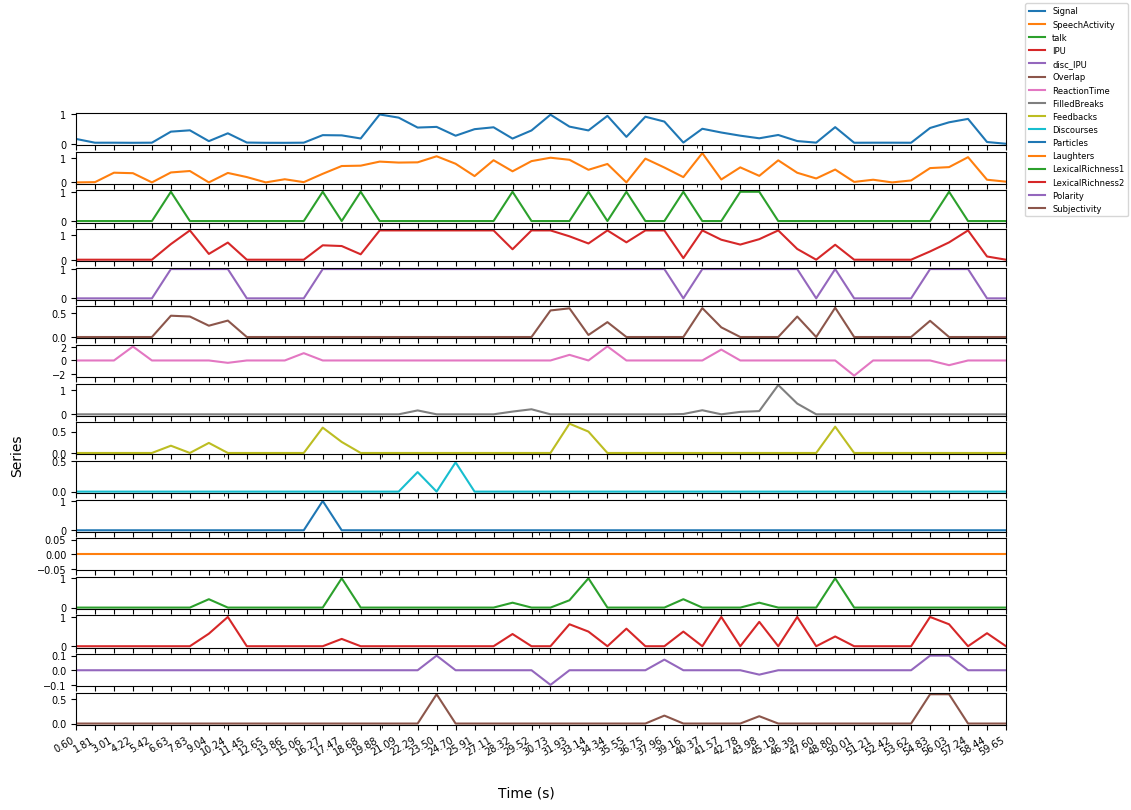 Signal
SpeechActivity
talk
IPU
disc_IPU
Overlap
ReactionTime
FilledBreaks
Feedbacks
Discourses
Particles
Laughters
LexicalRichness1
LexicalRichness2
Polarity
Subjectivity
1
0
1
0
1
0
1
0
1
0
0.5
0.0
2
0
−2
1
0
0.5
0.0
0.5
0.0
1
0
0.05
0.00
−0.05
1
0
1
0
0.1
0.0
−0.1
0.5
0.0
Series
0.60 1.81 3.01 4.22 5.42 6.63 7.83 9.04 10.24 11.45 12.65 13.86 15.06 16.27 17.47 18.68 19.88 21.09 22.29 23.50 24.70 25.91 27.11 28.32 29.52 30.73 31.93 33.14 34.34 35.55 36.75 37.96 39.16 40.37 41.57 42.78 43.98 45.19 46.39 47.60 48.80 50.01 51.21 52.42 53.62 54.83 56.03 57.24 58.44 59.65
Time (s)